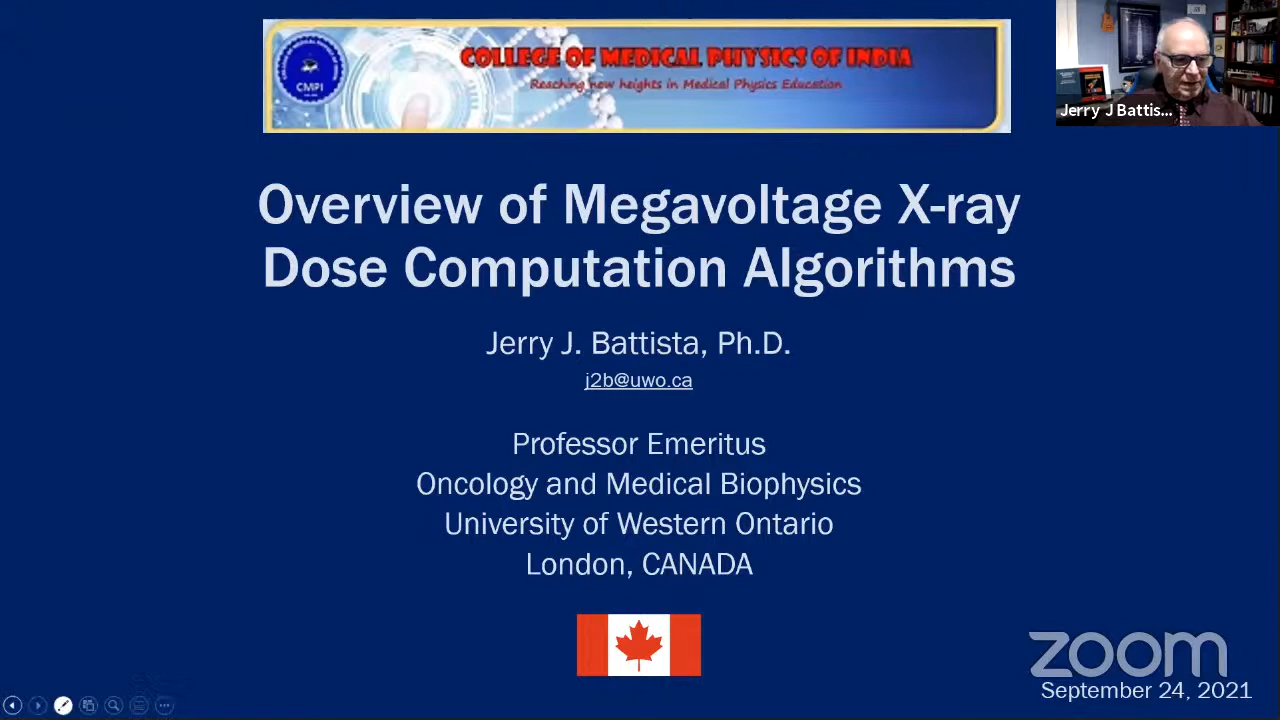 COLLEGE OF MEDICAL PHYSICS OF INDIA
Reaching new heights in Medical Physics Education
CMPI
Jerry J Battis...
Overview of Megavoltage X-ray
Dose Computation Algorithms
Jerry J. Battista, Ph.D.
j2b@uwo.ca
Professor Emeritus
Oncology and Medical Biophysics
University of Western Ontario
London, CANADA
zoom
September 24, 2021